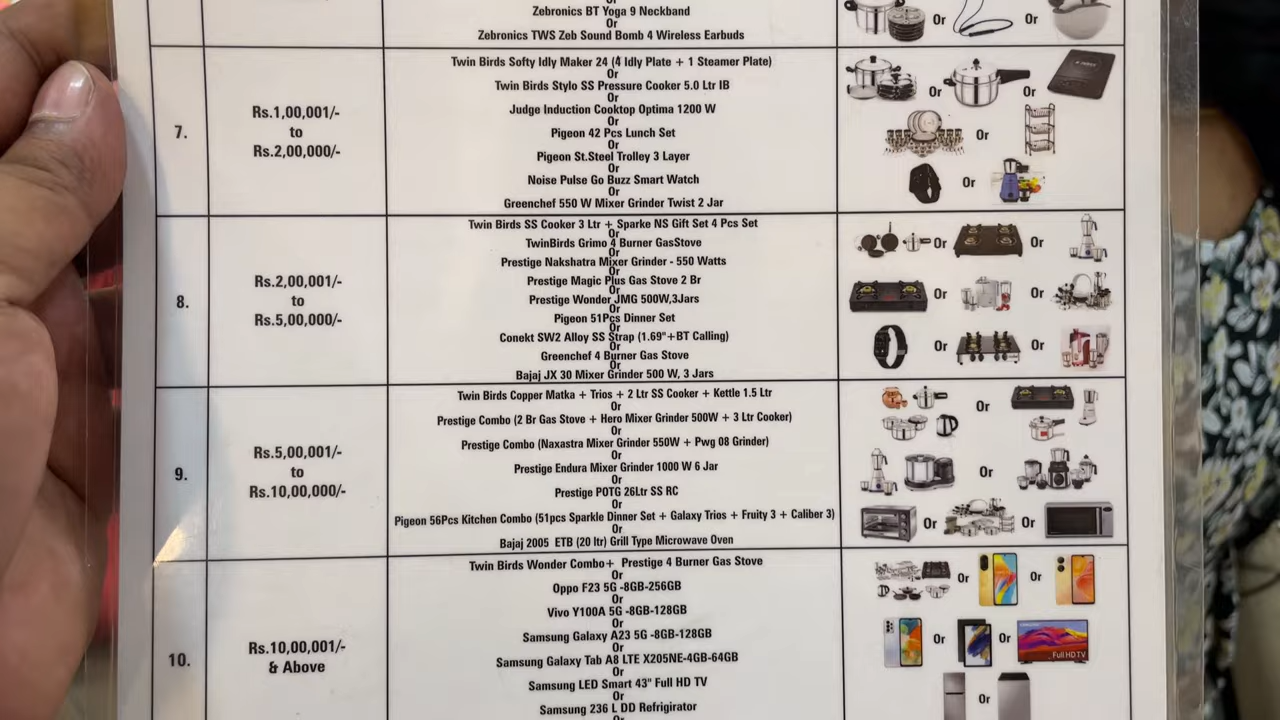 Or
Zebronics BT Yoga 9 Neckband
Or
Zebronics TWS Zeb Sound Bomb 4 Wireless Earbuds
Or
Or
7.
Rs.1,00,001/-
to
Rs.2,00,000/-
Twin Birds Softy Idly Maker 24 (4 Idly Plate + 1 Steamer Plate)
Or
Twin Birds Stylo SS Pressure Cooker 5.0 Ltr IB
Or
Judge Induction Cooktop Optima 1200 W
Or
Pigeon 42 Pcs Lunch Set
Or
Pigeon St.Steel Trolley 3 Layer
Or
Noise Pulse Go Buzz Smart Watch
Or
Greenchef 550 W Mixer Grinder Twist 2 Jar
Or
Or
Or
Or
8.
Rs.2,00,001/-
to
Rs.5,00,000/-
Twin Birds SS Cooker 3 Ltr + Sparke NS Gift Set 4 Pcs Set
Or
TwinBirds Grimo 4 Burner GasStove
Or
Prestige Nakshatra Mixer Grinder - 550 Watts
Or
Prestige Magic Plus Gas Stove 2 Br
Or
Prestige Wonder JMG 500W,3Jars
Or
Pigeon 51Pcs Dinner Set
Or
Conekt SW2 Alloy SS Strap (1.69"+BT Calling)
Or
Greenchef 4 Burner Gas Stove
Or
Bajaj JX 30 Mixer Grinder 500 W, 3 Jars
Or
Or
Or
Or
Or
Or
9.
Rs.5,00,001/-
to
Rs.10,00,000/-
Twin Birds Copper Matka + Trios + 2 Ltr SS Cooker + Kettle 1.5 Ltr
Or
Prestige Combo (2 Br Gas Stove + Hero Mixer Grinder 500W + 3 Ltr Cooker)
Or
Prestige Combo (Naxastra Mixer Grinder 550W + Pwg 08 Grinder)
Or
Prestige Endura Mixer Grinder 1000 W 6 Jar
Or
Prestige POTG 26Ltr SS RC
Or
Pigeon 56Pcs Kitchen Combo (51pcs Sparkle Dinner Set + Galaxy Trios + Fruity 3 + Caliber 3)
Or
Bajaj 2005 ETB (20 ltr) Grill Type Microwave Oven
Or
Or
Or
Or
10.
Rs.10,00,001/-
& Above
Twin Birds Wonder Combo+ Prestige 4 Burner Gas Stove
Or
Oppo F23 5G -8GB-256GB
Or
Vivo Y100A 5G -8GB-128GB
Or
Samsung Galaxy A23 5G -8GB-128GB
Or
Samsung Galaxy Tab A8 LTE X205NE-4GB-64GB
Or
Samsung LED Smart 43" Full HD TV
Or
Samsung 236 L DD Refrigirator
Or
Or
Or
Or
Or
Full HD TV
Or